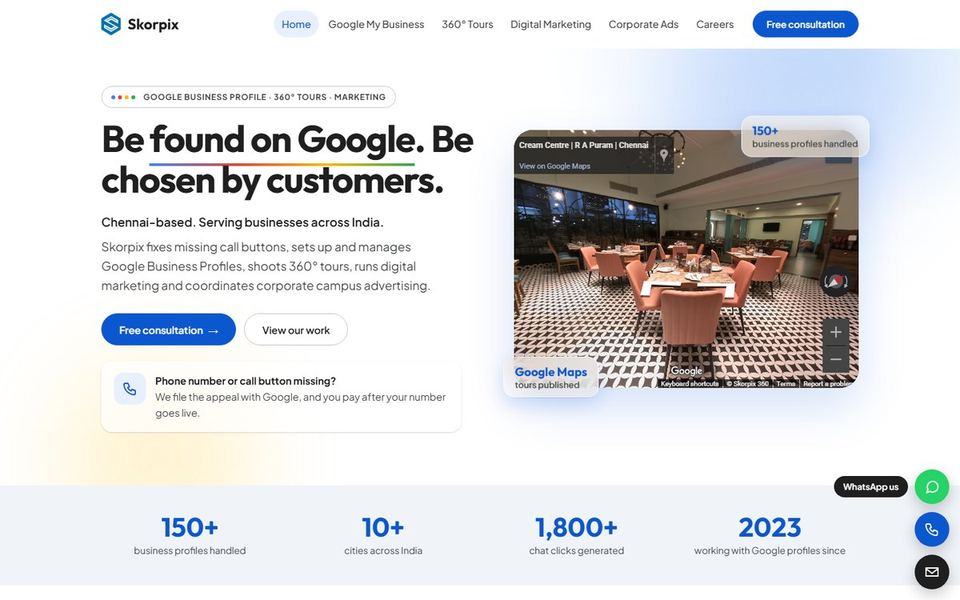 Skorpix
Home
Google My Business
360° Tours
Digital Marketing
Corporate Ads
Careers
Free consultation
GOOGLE BUSINESS PROFILE · 360° TOURS · MARKETING
Be found on Google. Be
chosen by customers.
Chennai-based. Serving businesses across India.
Skorpix fixes missing call buttons, sets up and manages
Google Business Profiles, shoots 360° tours, runs digital
marketing and coordinates corporate campus advertising.
Free consultation →
View our work
Phone number or call button missing?
We file the appeal with Google, and you pay after your number
goes live.
150+
business profiles handled
Cream Centre | R A Puram | Chennai
View on Google Maps
Google Maps
tours published
Google
Keyboard shortcuts
© Skorpix 360
Terms
Report a problem
WhatsApp us
150+
business profiles handled
10+
cities across India
1,800+
chat clicks generated
2023
working with Google profiles since